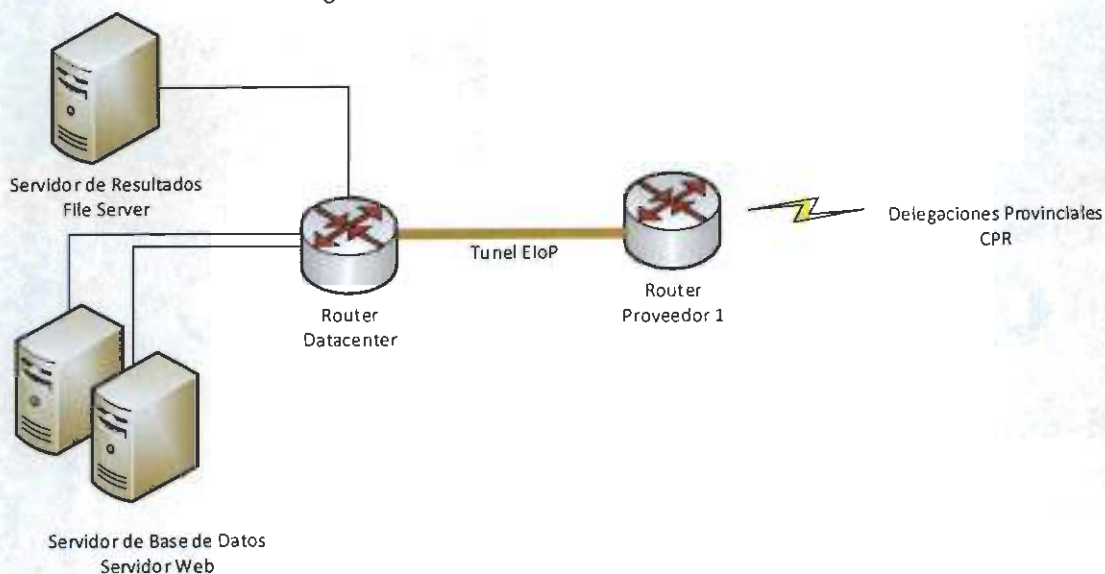 Servidor de Resultados
File Server
Tunel EIoP
Delegaciones Provinciales
CPR
Router
Datacenter
Router
Proveedor 1
Servidor de Base de Datos
Servidor Web